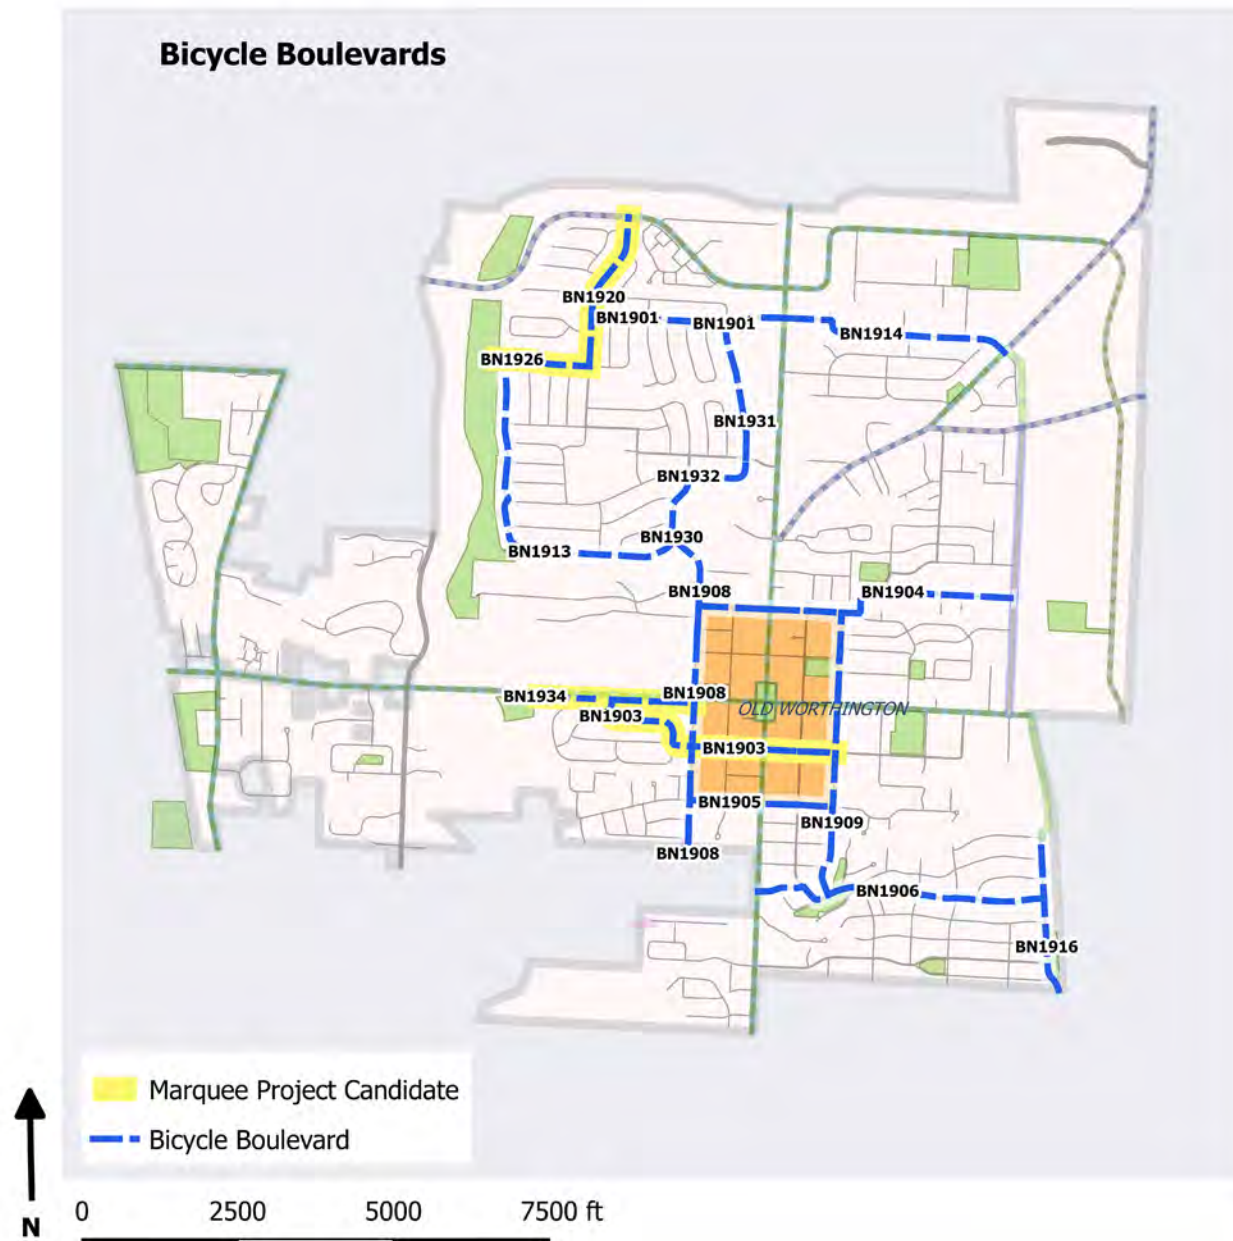 Bicycle Boulevards
BN1920
BN1901
BN1901
BN1914
BN1926
BN1931
BN1932
BN1930
BN1913
BN1908
BN1904
BN1934
BN1908
BN1903
OLD WORTHINGTON
BN1903
BN1905
BN1909
BN1908
BN1906
BN1916
Marquee Project Candidate
Bicycle Boulevard
N
0 2500 5000 7500 ft